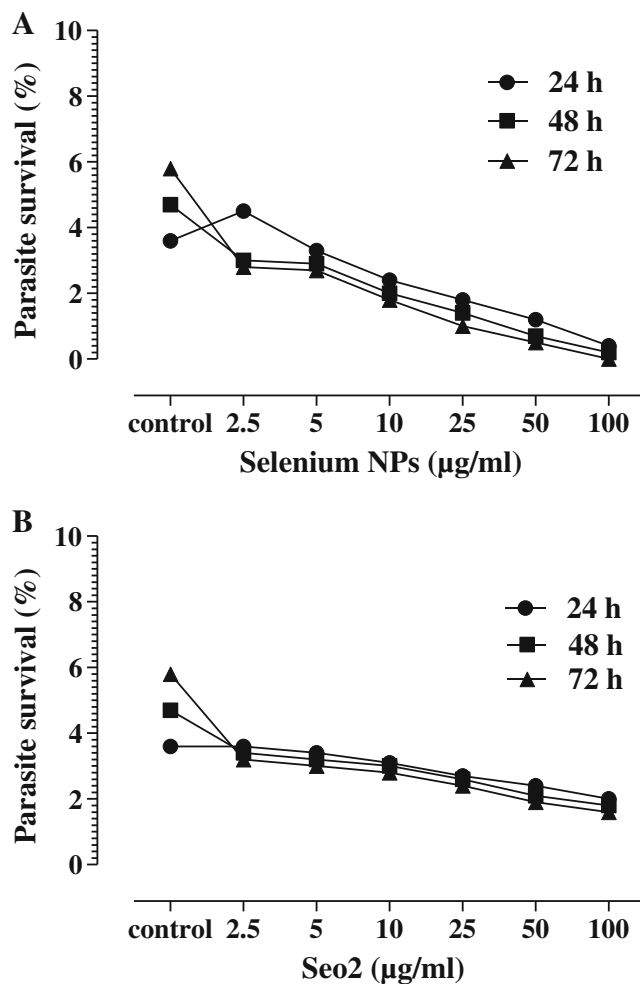 A
10
8
6
4
2
0
Parasite survival (%)
24 h
48 h
72 h
control 2.5 5 10 25 50 100
Selenium NPs (µg/ml)
B
10
8
6
4
2
0
Parasite survival (%)
24 h
48 h
72 h
control 2.5 5 10 25 50 100
Seo2 (µg/ml)